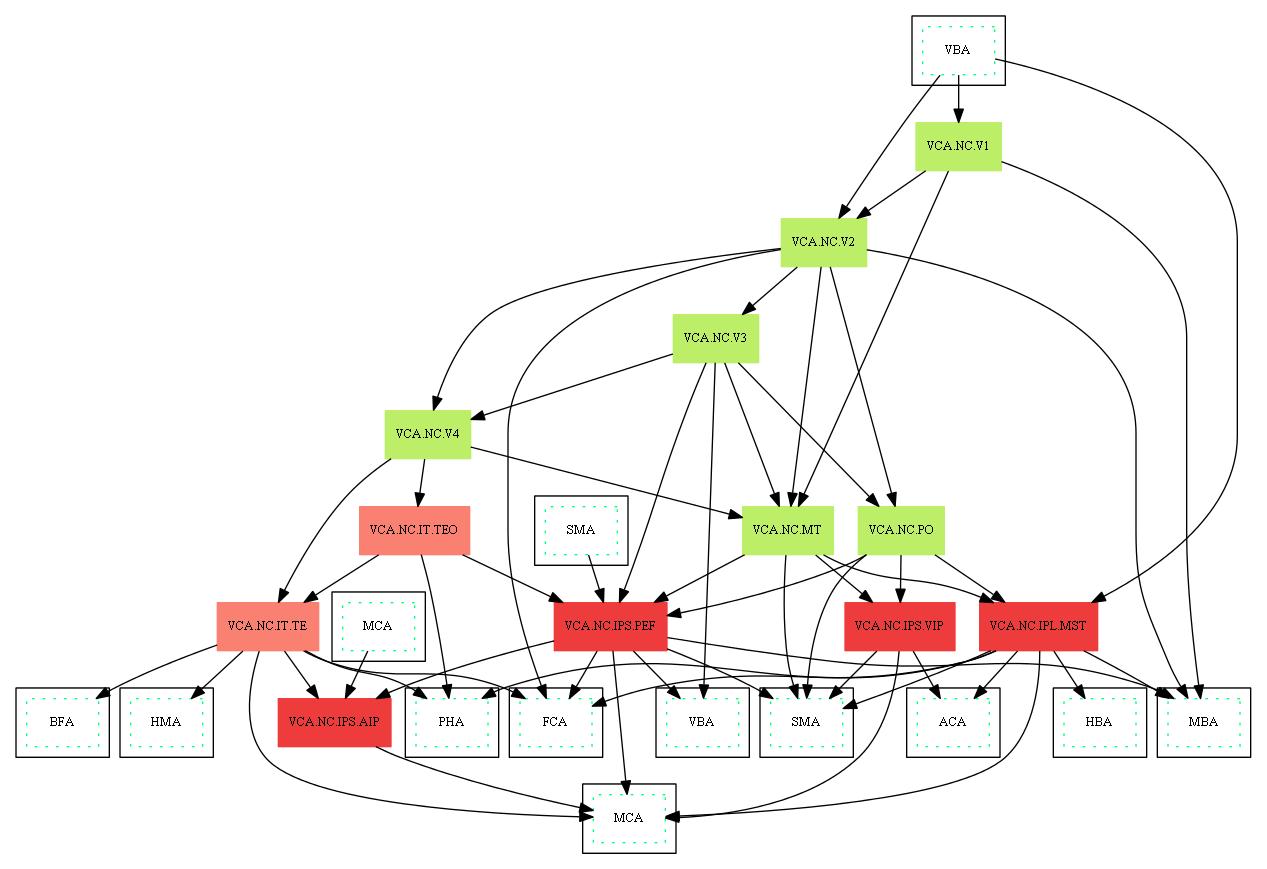 VBA
VCA.NC.V1
VCA.NC.V2
VCA.NC.V3
VCA.NC.V4
VCA.NC.IT.TEO
SMA
VCA.NC.MT
VCA.NC.PO
VCA.NC.IT.TE
MCA
VCA.NC.IPS.PEF
VCA.NC.IPS.VIP
VCA.NC.IPL.MST
BFA
HMA
VCA.NC.IPS.AIP
PHA
FCA
VBA
SMA
ACA
HBA
MBA
MCA